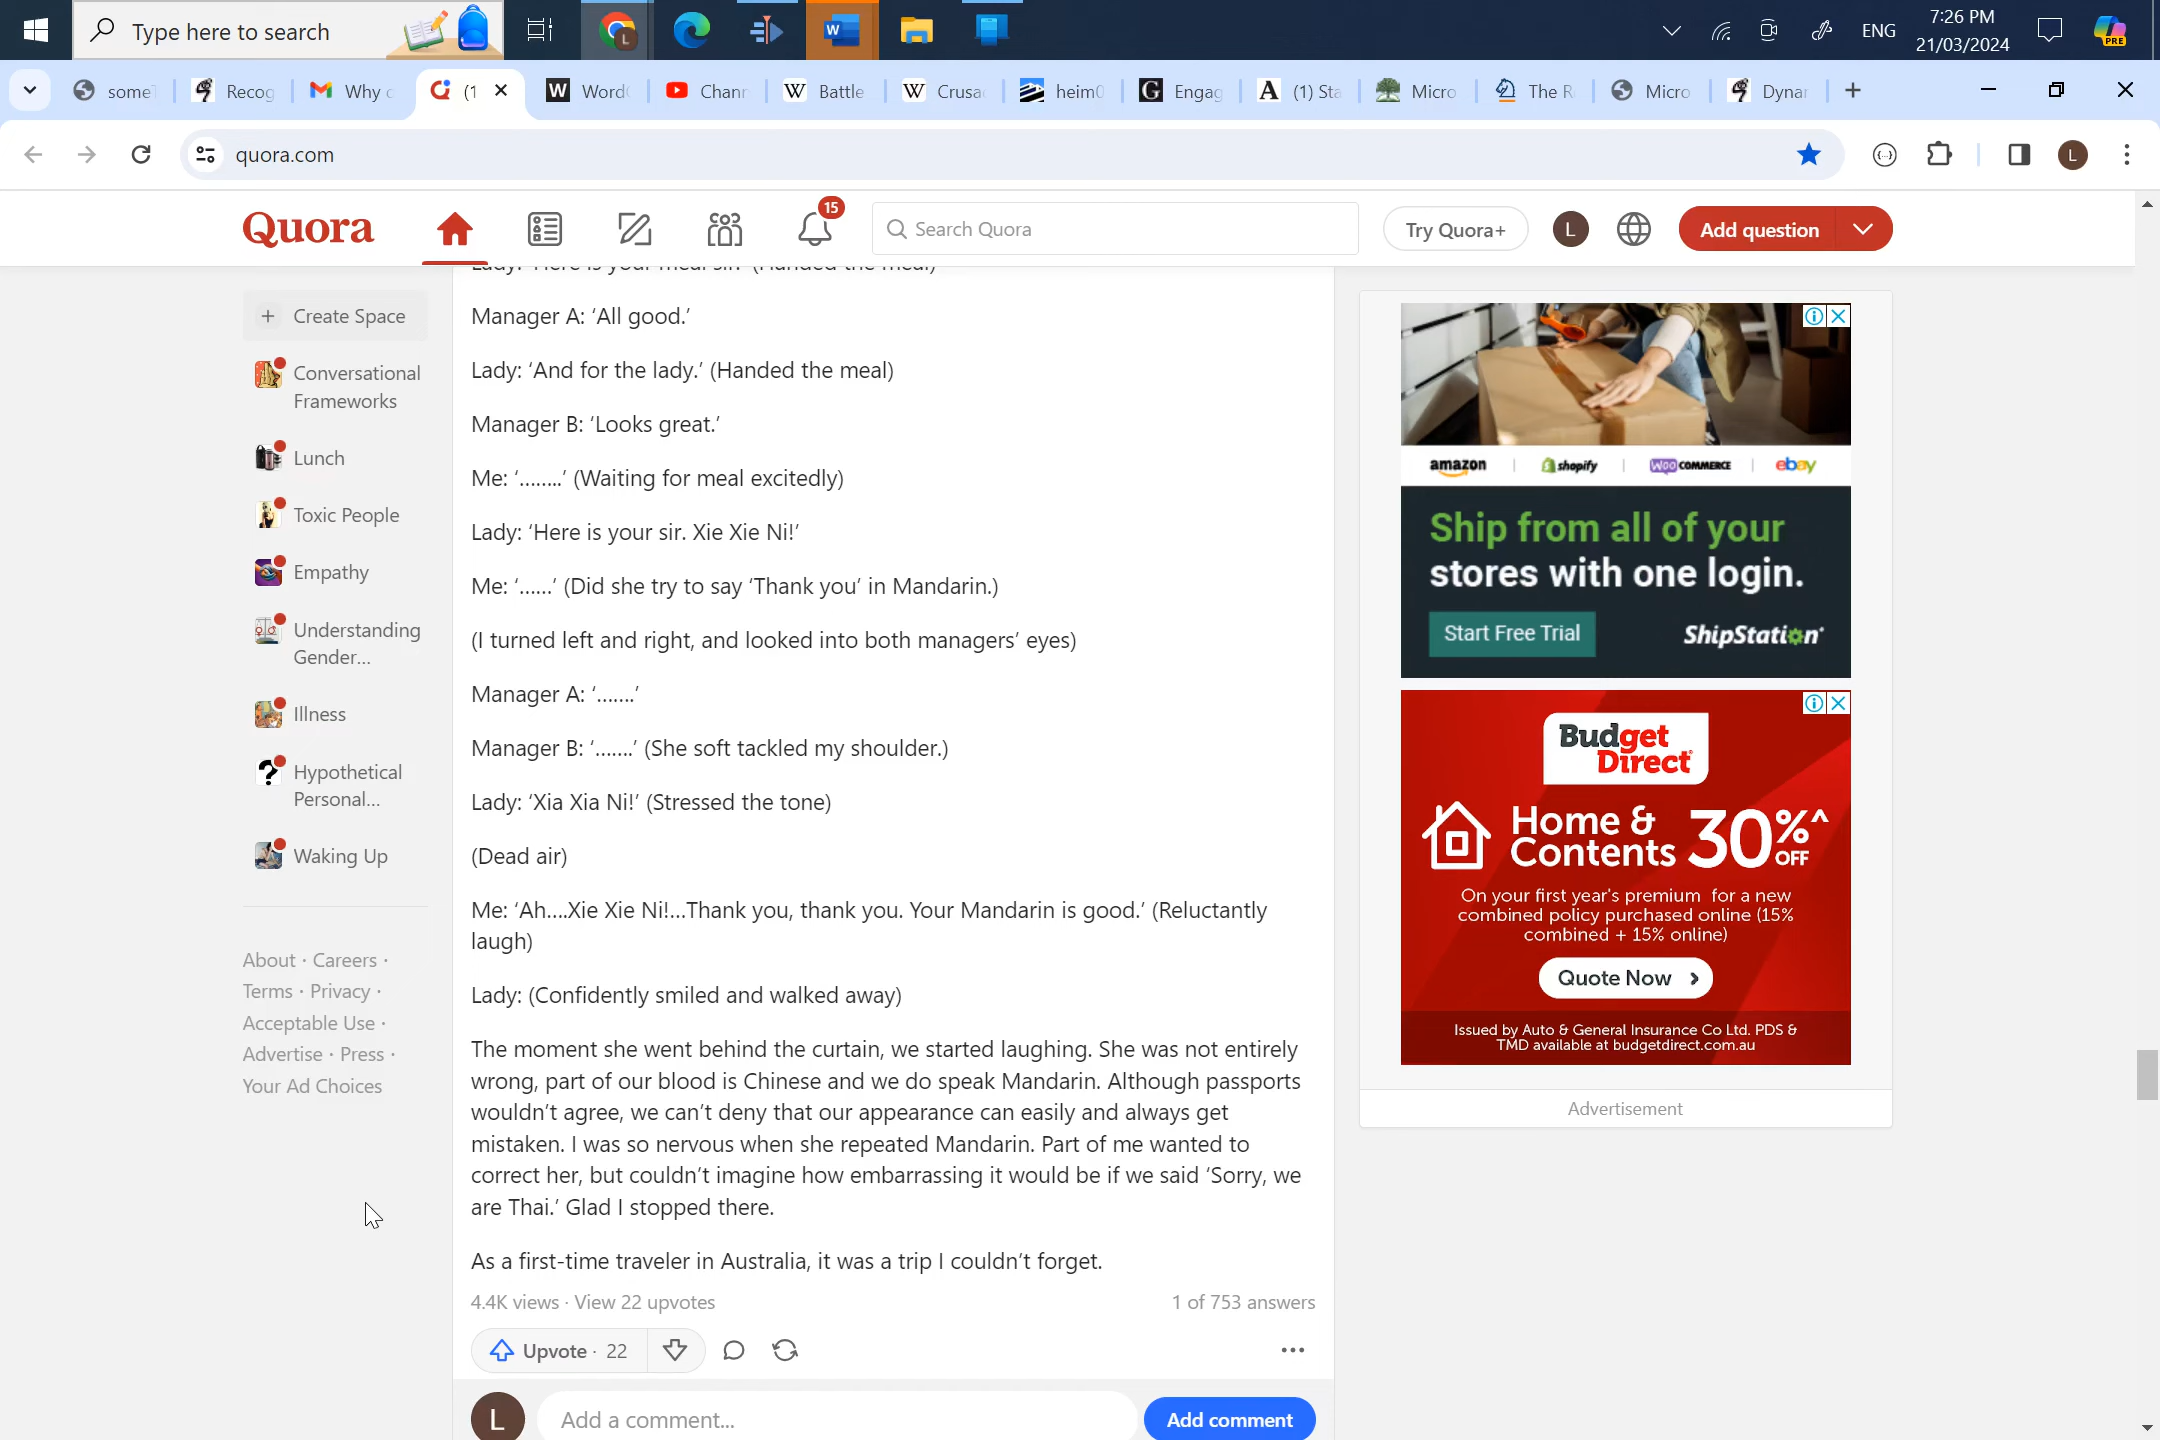 Type here to search
ENG
7:26 PM
21/03/2024
PRE
some
Recog
Why c
(1
Word
Chann
Battle
Crusa
heim
Engag
(1) Sta
Micro
The R
Micro
Dynam
quora.com
L
Quora
15
Search Quora
Try Quora+
L
Add question
Create Space
Conversational
Frameworks
Lunch
Toxic People
Empathy
Understanding
Gender...
Illness
Hypothetical
Personal...
Waking Up
About · Careers ·
Terms · Privacy ·
Acceptable Use ·
Advertise · Press ·
Your Ad Choices
Lady: ‘Here is your meal sir.’ (Handed the meal)
Manager A: ‘All good.’
Lady: ‘And for the lady.’ (Handed the meal)
Manager B: ‘Looks great.’
Me: ‘……..’ (Waiting for meal excitedly)
Lady: ‘Here is your sir. Xie Xie Ni!’
Me: ‘……’ (Did she try to say ‘Thank you’ in Mandarin.)
(I turned left and right, and looked into both managers’ eyes)
Manager A: ‘…….’
Manager B: ‘…….’ (She soft tackled my shoulder.)
Lady: ‘Xia Xia Ni!’ (Stressed the tone)
(Dead air)
Me: ‘Ah….Xie Xie Ni!…Thank you, thank you. Your Mandarin is good.’ (Reluctantly
laugh)
Lady: (Confidently smiled and walked away)
The moment she went behind the curtain, we started laughing. She was not entirely
wrong, part of our blood is Chinese and we do speak Mandarin. Although passports
wouldn’t agree, we can’t deny that our appearance can easily and always get
mistaken. I was so nervous when she repeated Mandarin. Part of me wanted to
correct her, but couldn’t imagine how embarrassing it would be if we said ‘Sorry, we
are Thai.’ Glad I stopped there.
As a first-time traveler in Australia, it was a trip I couldn’t forget.
4.4K views · View 22 upvotes
1 of 753 answers
Upvote · 22
L
Add a comment...
Add comment
amazon
shopify
WOO COMMERCE
ebay
Ship from all of your
stores with one login.
Start Free Trial
ShipStation
Budget
Direct
Home &
Contents
30%^
OFF
On your first year's premium for a new
combined policy purchased online (15%
combined + 15% online)
Quote Now
Issued by Auto & General Insurance Co Ltd. PDS &
TMD available at budgetdirect.com.au
Advertisement